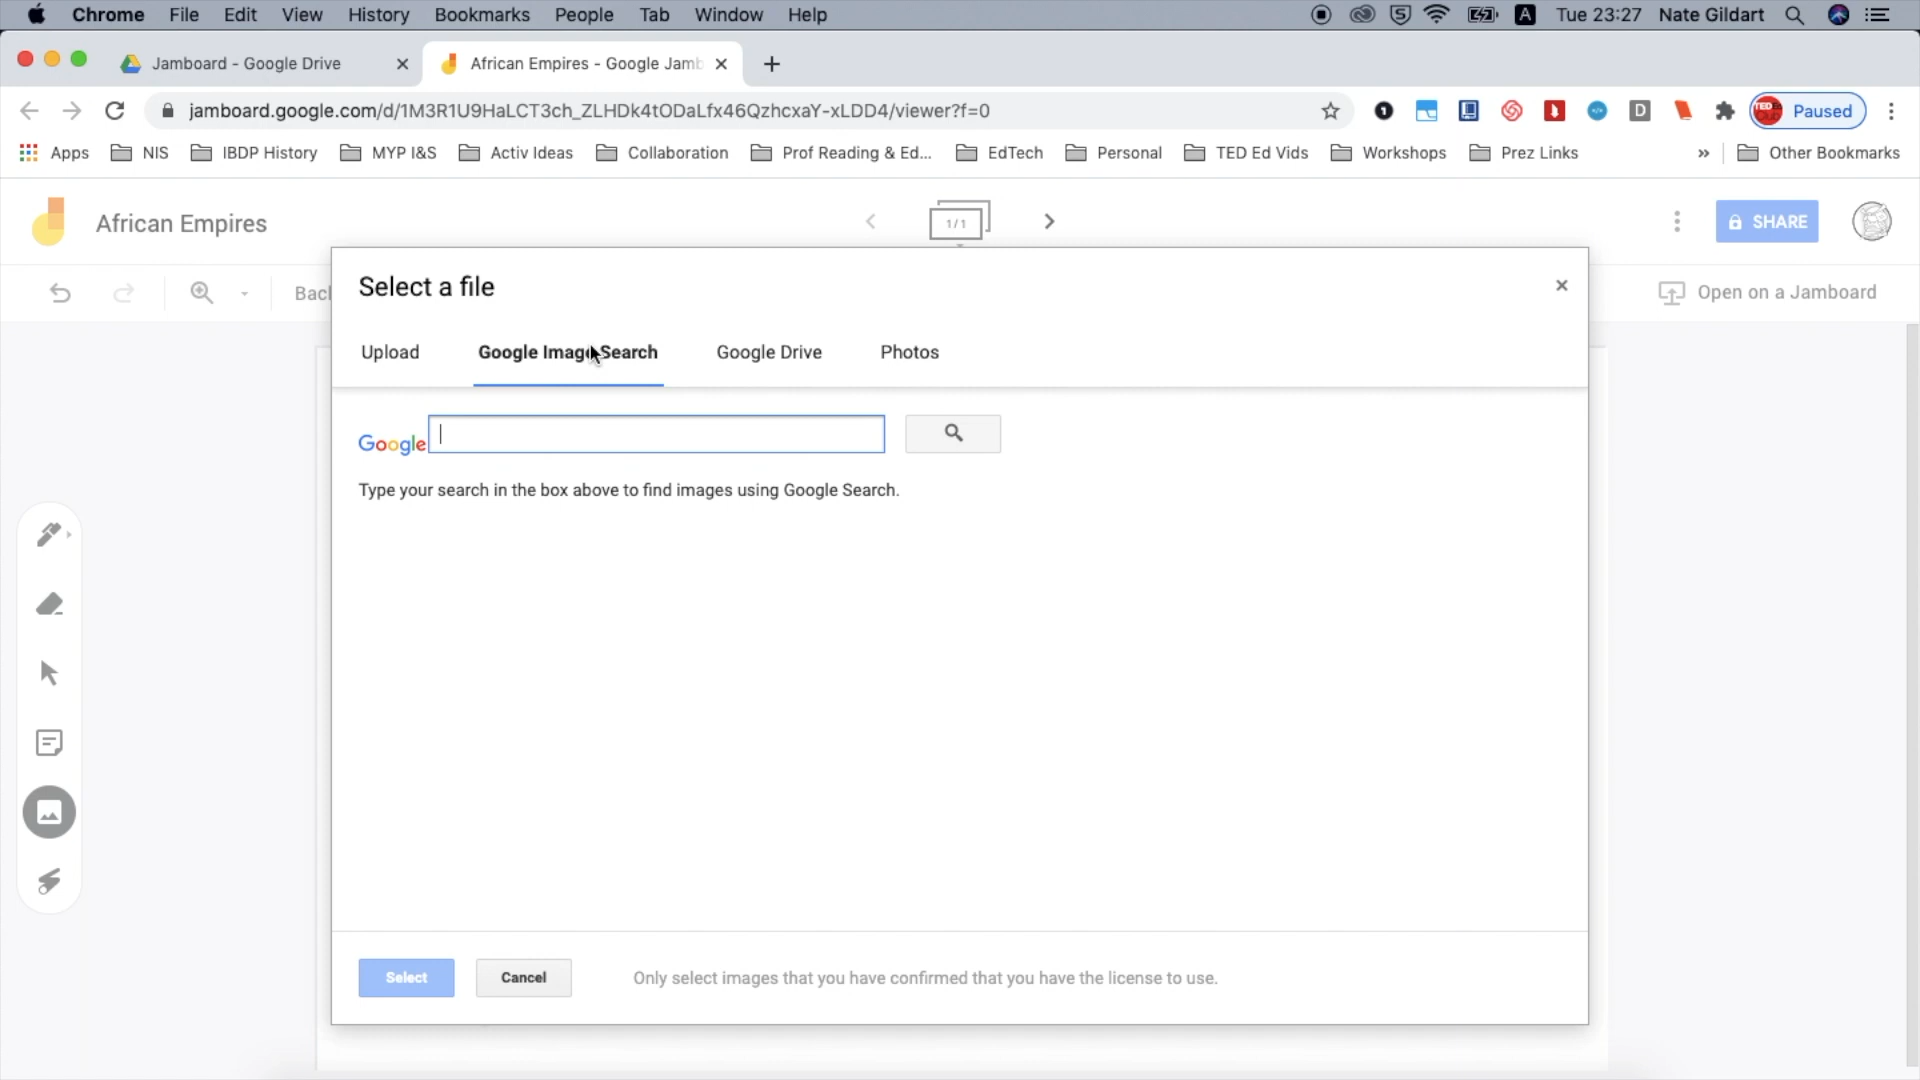 Chrome File Edit View History Bookmarks People Tab Window Help A Tue 23:27 Nate Gildart
Jamboard - Google Drive African Empires - Google Jamb
jamboard.google.com/d/1M3R1U9HaLCT3ch_ZLHDk4tODaLfx46QzhcxaY-xLDD4/viewer?f=0 Paused
Apps NIS IBDP History MYP I&S Activ Ideas Collaboration Prof Reading & Ed... EdTech Personal TED Ed Vids Workshops Prez Links » Other Bookmarks
African Empires 1/1 SHARE
Bac Open on a Jamboard
Select a file
Upload Google Image Search Google Drive Photos
Google
Type your search in the box above to find images using Google Search.
Select Cancel Only select images that you have confirmed that you have the license to use.